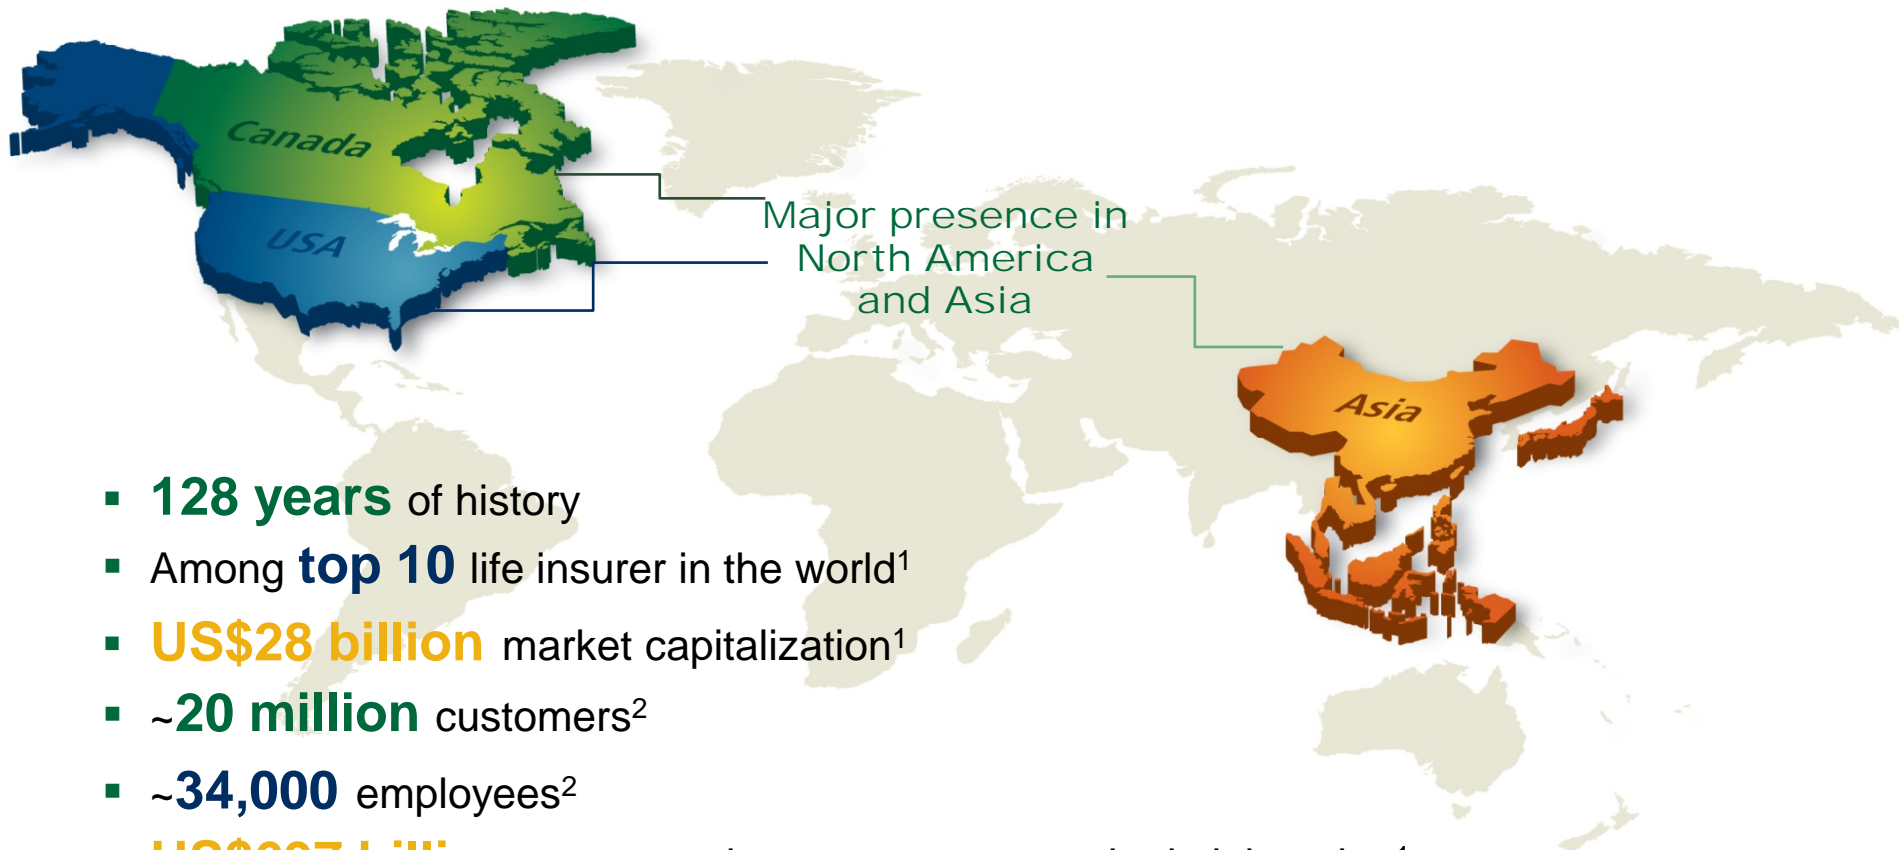 Canada
USA
Major presence in
North America
and Asia
Asia
▪ 128 years of history
▪ Among top 10 life insurer in the world¹
▪ US$28 billion market capitalization¹
▪ ~20 million customers²
▪ ~34,000 employees²